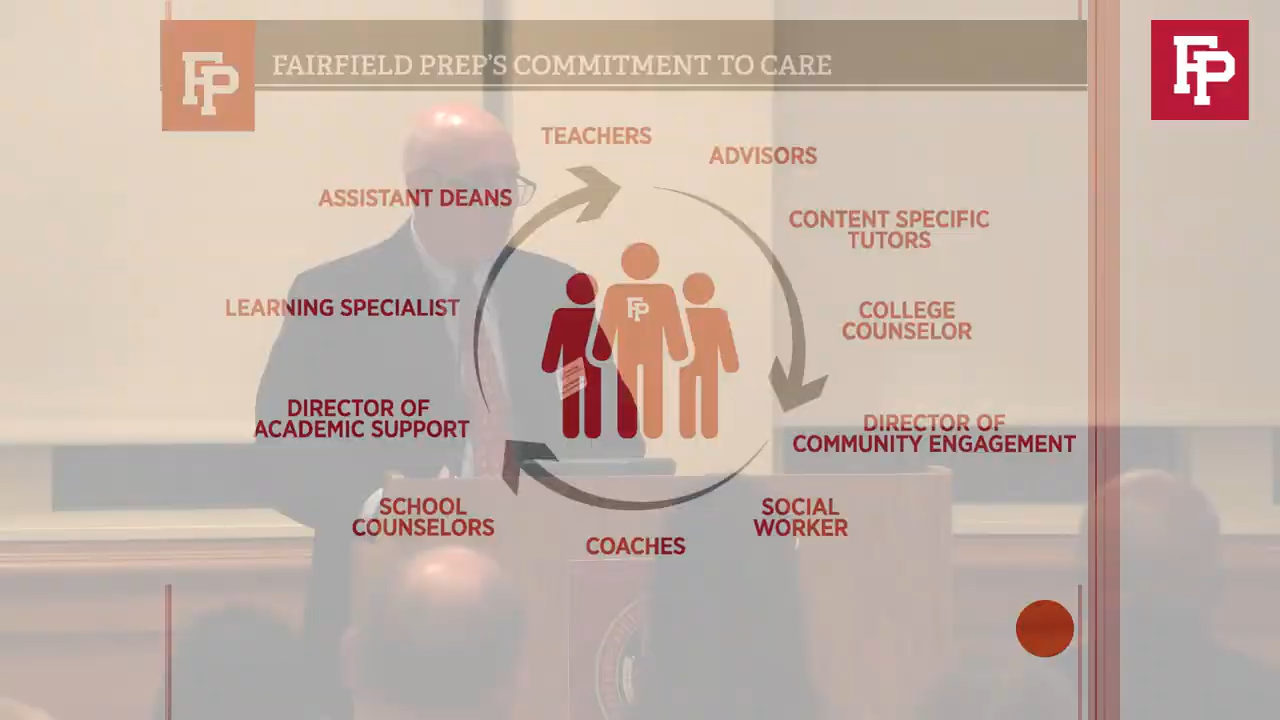 FAIRFIELD PREP'S COMMITMENT TO CARE
FP
FP
TEACHERS
ADVISORS
ASSISTANT DEANS
CONTENT SPECIFIC
TUTORS
LEARNING SPECIALIST
FP
COLLEGE
COUNSELOR
DIRECTOR OF
ACADEMIC SUPPORT
DIRECTOR OF
COMMUNITY ENGAGEMENT
SCHOOL
COUNSELORS
SOCIAL
WORKER
COACHES